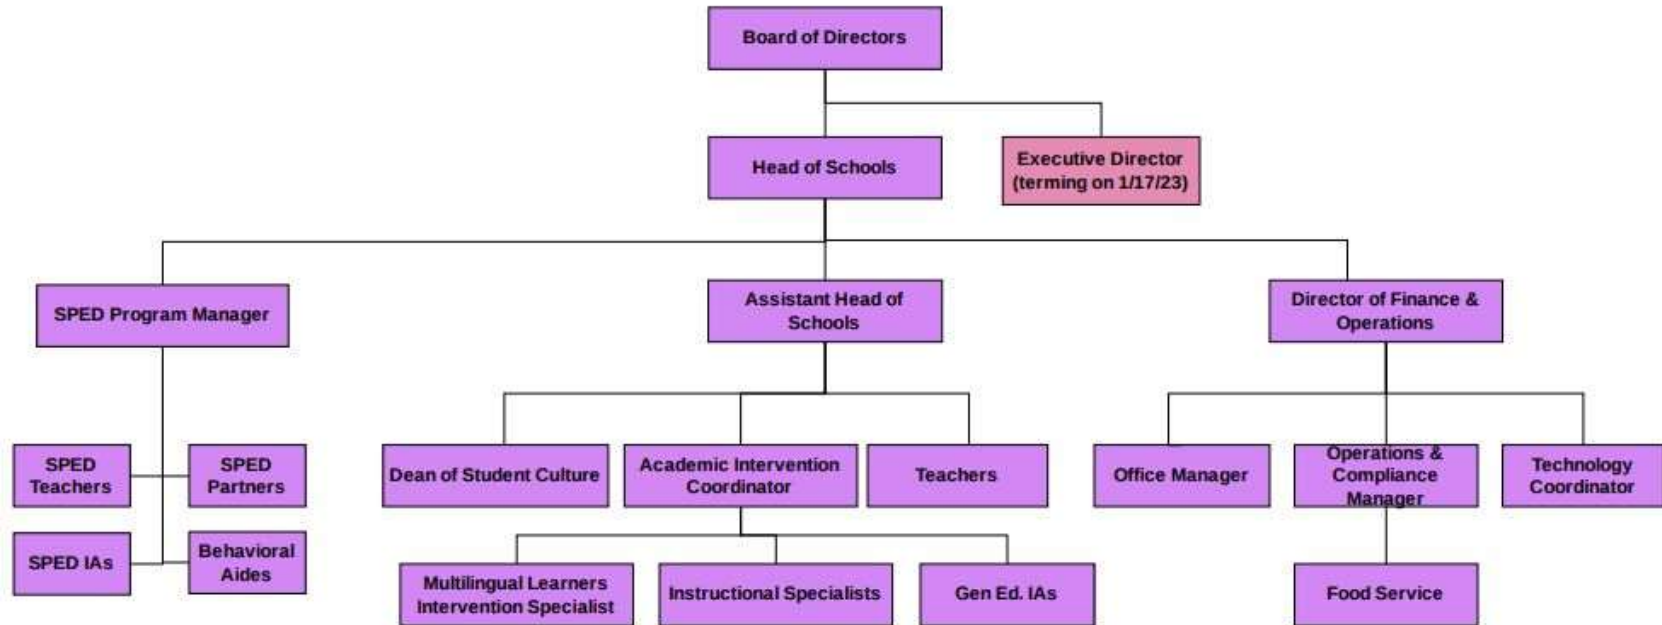 Board of Directors
Head of Schools
Executive Director
(terming on 1/17/23)
SPED Program Manager
Assistant Head of
Schools
Director of Finance &
Operations
SPED
Teachers
SPED
Partners
Dean of Student Culture
Academic Intervention
Coordinator
Teachers
Office Manager
Operations &
Compliance
Manager
Technology
Coordinator
SPED IAs
Behavioral
Aides
Multilingual Learners
Intervention Specialist
Instructional Specialists
Gen Ed. IAs
Food Service